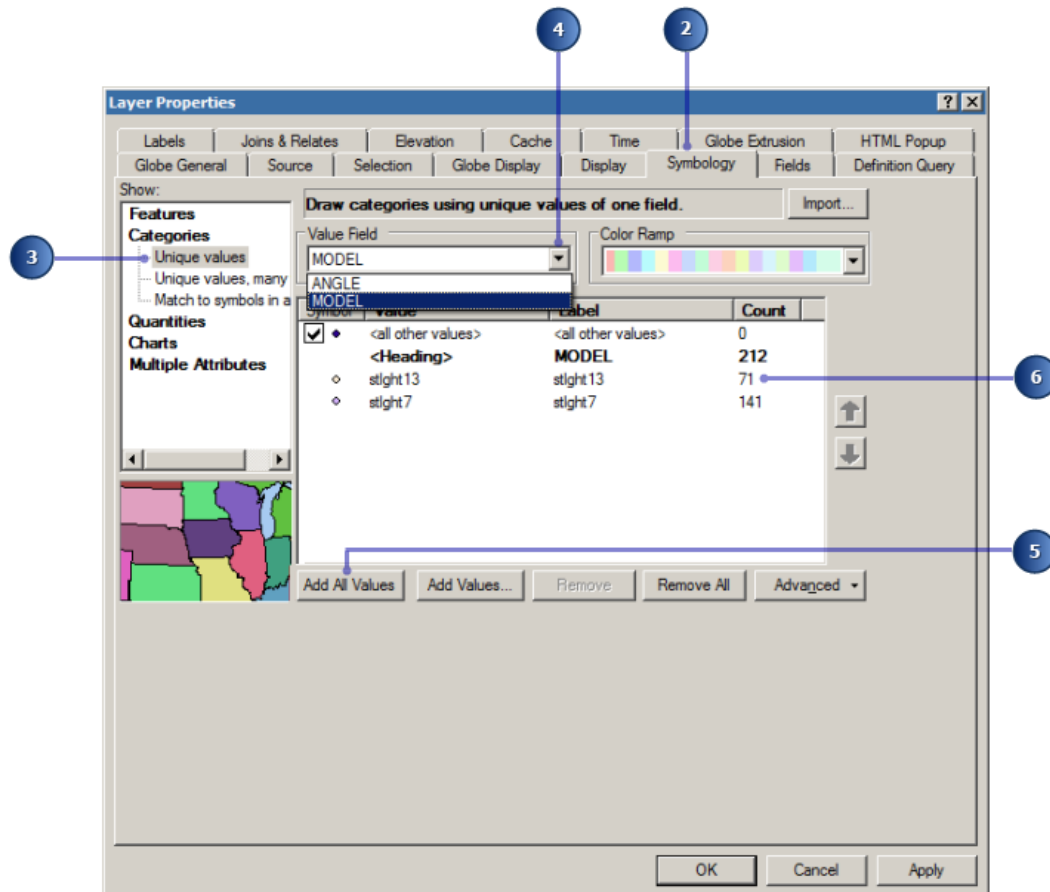 4 2
Layer Properties
Labels Joins & Relates Elevation Cache Time Globe Extrusion HTML Popup
Globe General Source Selection Globe Display Display Symbology Fields Definition Query
Show:
Features
Categories
Unique values
Unique values, many
Match to symbols in a
Quantities
Charts
Multiple Attributes
3
Draw categories using unique values of one field.
Import...
Value Field
MODEL
ANGLE
MODEL
Color Ramp
Symbol Value Label Count
<all other values> <all other values> 0
<Heading> MODEL 212
stlght13 stlght13 71
stlght7 stlght7 141
6
5
Add All Values Add Values... Remove Remove All Advanced
OK Cancel Apply